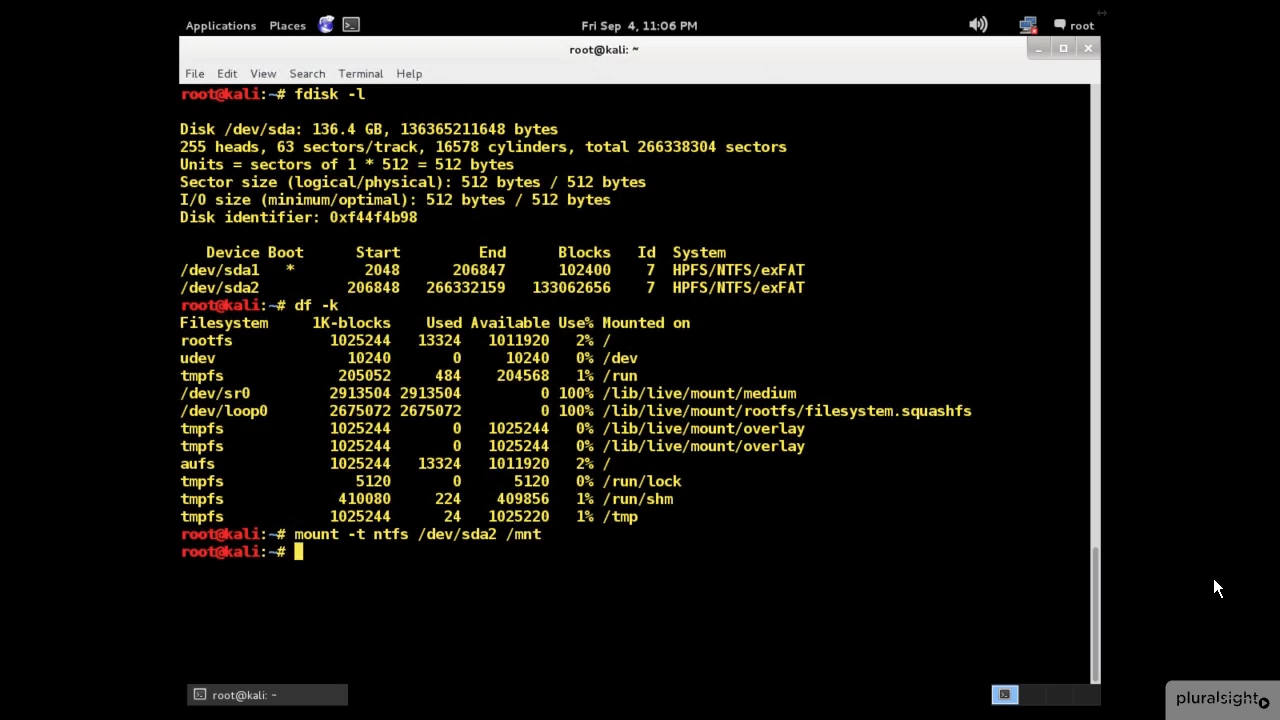 Applications Places Fri Sep 4, 11:06 PM root
root@kali: ~
File Edit View Search Terminal Help
root@kali:~# fdisk -l
Disk /dev/sda: 136.4 GB, 136365211648 bytes
255 heads, 63 sectors/track, 16578 cylinders, total 266338304 sectors
Units = sectors of 1 * 512 = 512 bytes
Sector size (logical/physical): 512 bytes / 512 bytes
I/O size (minimum/optimal): 512 bytes / 512 bytes
Disk identifier: 0xf44f4b98
Device Boot Start End Blocks Id System
/dev/sda1 * 2048 206847 102400 7 HPFS/NTFS/exFAT
/dev/sda2 206848 266332159 133062656 7 HPFS/NTFS/exFAT
root@kali:~# df -k
Filesystem 1K-blocks Used Available Use% Mounted on
rootfs 1025244 13324 1011920 2% /
udev 10240 0 10240 0% /dev
tmpfs 205052 484 204568 1% /run
/dev/sr0 2913504 2913504 0 100% /lib/live/mount/medium
/dev/loop0 2675072 2675072 0 100% /lib/live/mount/rootfs/filesystem.squashfs
tmpfs 1025244 0 1025244 0% /lib/live/mount/overlay
tmpfs 1025244 0 1025244 0% /lib/live/mount/overlay
aufs 1025244 13324 1011920 2% /
tmpfs 5120 0 5120 0% /run/lock
tmpfs 410080 224 409856 1% /run/shm
tmpfs 1025244 24 1025220 1% /tmp
root@kali:~# mount -t ntfs /dev/sda2 /mnt
root@kali:~#
root@kali: ~
pluralsight